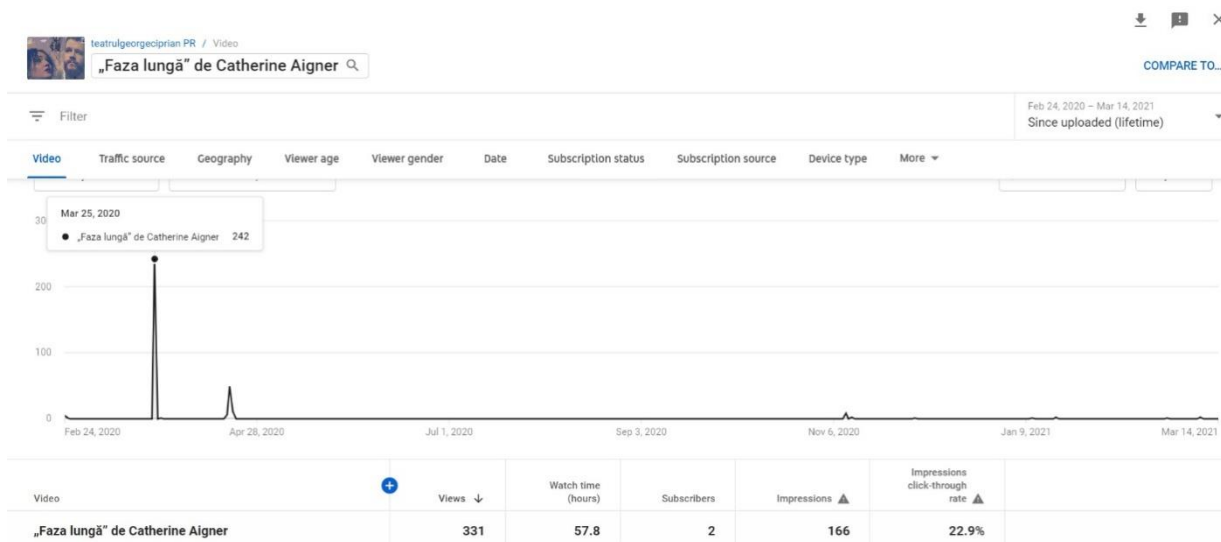 teatrulgeorgeciprian PR / Video
„Faza lungă” de Catherine Aigner
COMPARE TO...
Filter
Feb 24, 2020 – Mar 14, 2021
Since uploaded (lifetime)
Video Traffic source Geography Viewer age Viewer gender Date Subscription status Subscription source Device type More
Mar 25, 2020
„Faza lungă” de Catherine Aigner 242
30
200
100
0
Feb 24, 2020 Apr 28, 2020 Jul 1, 2020 Sep 3, 2020 Nov 6, 2020 Jan 9, 2021 Mar 14, 2021
Video Views Watch time (hours) Subscribers Impressions Impressions click-through rate
„Faza lungă” de Catherine Aigner 331 57.8 2 166 22.9%